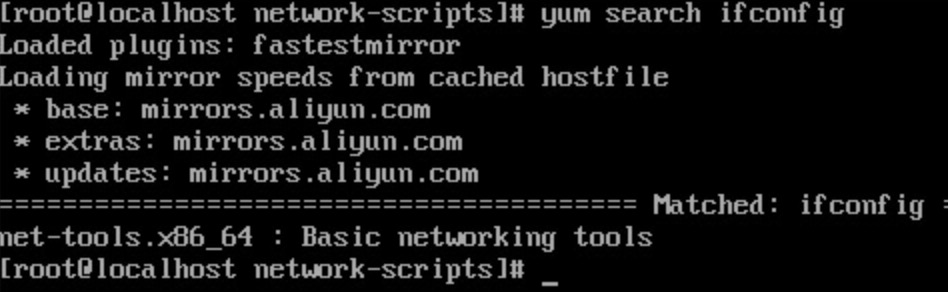 [root@localhost network-scripts]# yum search ifconfig
Loaded plugins: fastestmirror
Loading mirror speeds from cached hostfile
 * base: mirrors.aliyun.com
 * extras: mirrors.aliyun.com
 * updates: mirrors.aliyun.com
======================================== Matched: ifconfig =
net-tools.x86_64 : Basic networking tools
[root@localhost network-scripts]# _